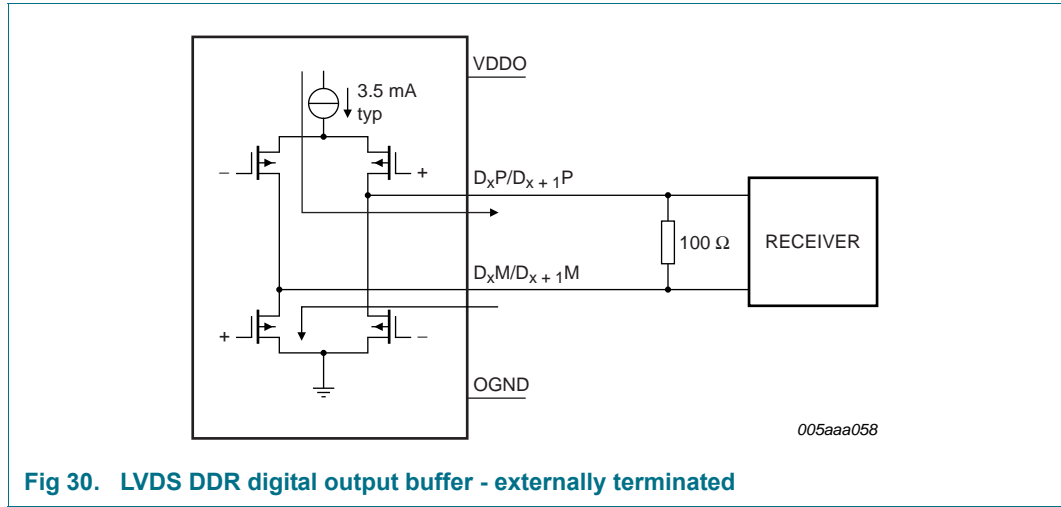 VDDO
3.5 mA
typ
−
+
DxP/Dx + 1P
100 Ω
RECEIVER
DxM/Dx + 1M
+
−
OGND
005aaa058
Fig 30. LVDS DDR digital output buffer - externally terminated